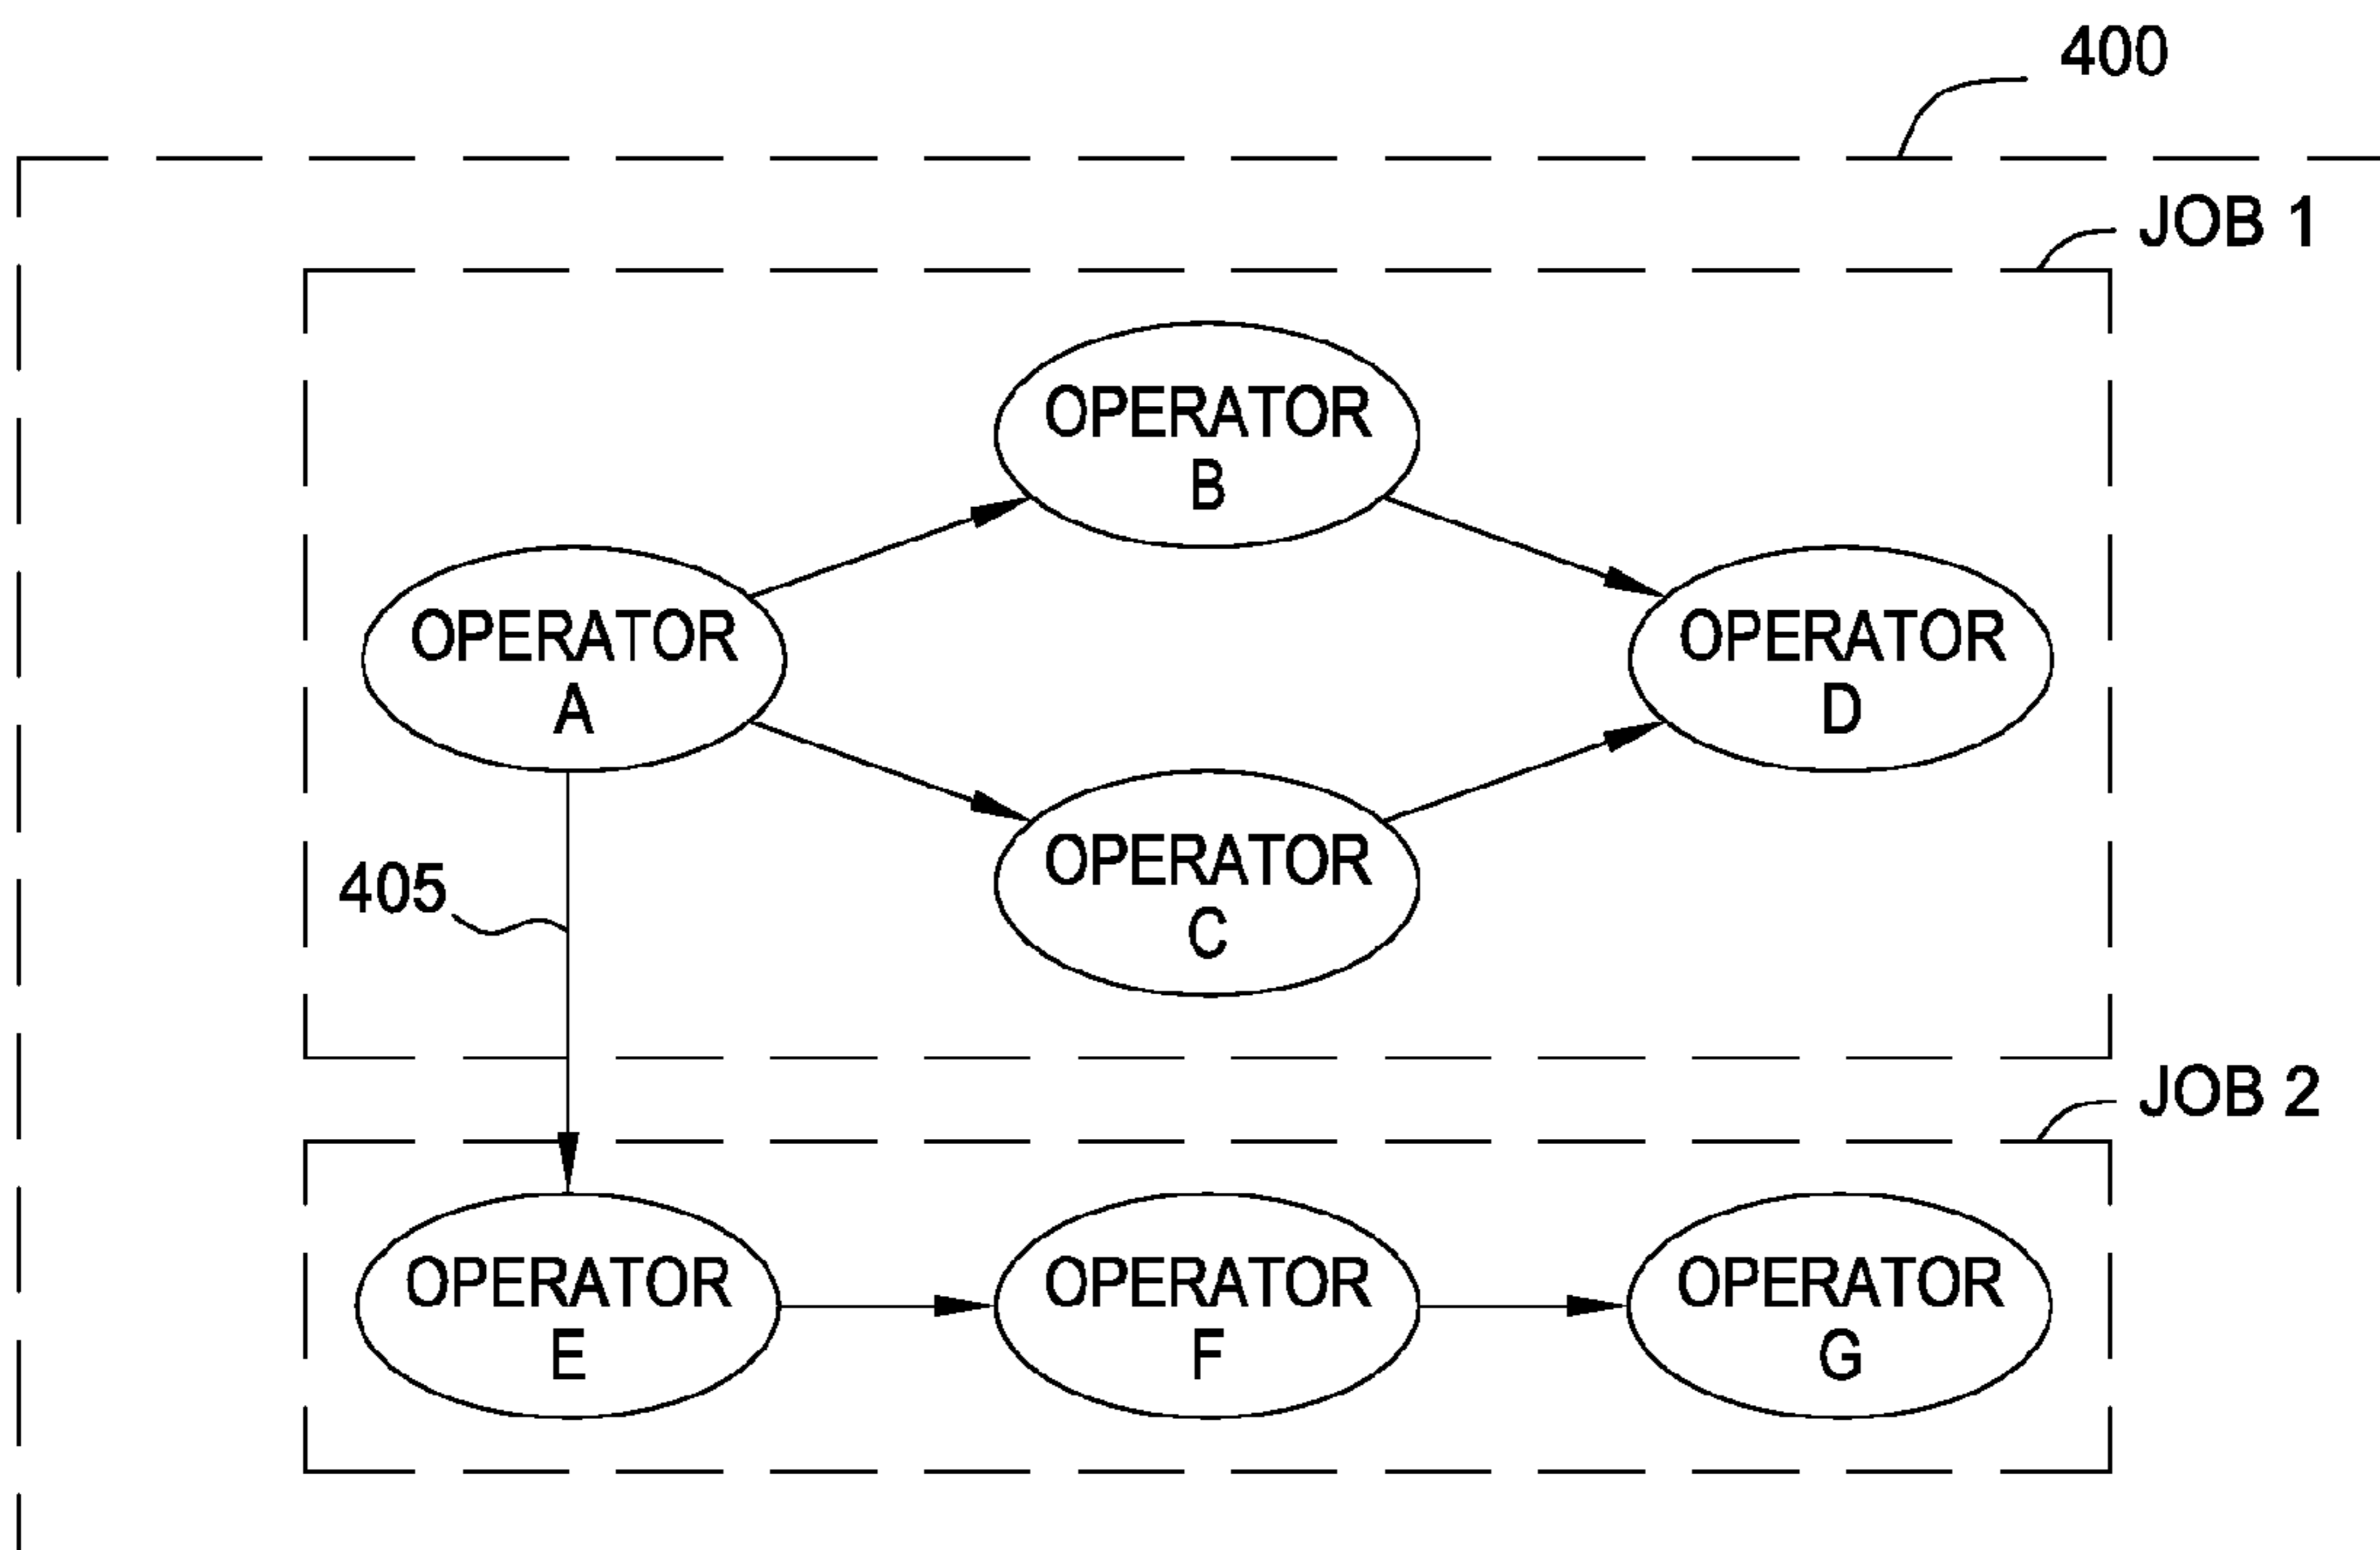 400
JOB 1
OPERATOR
B
OPERATOR
A
OPERATOR
D
OPERATOR
C
405
JOB 2
OPERATOR
E
OPERATOR
F
OPERATOR
G